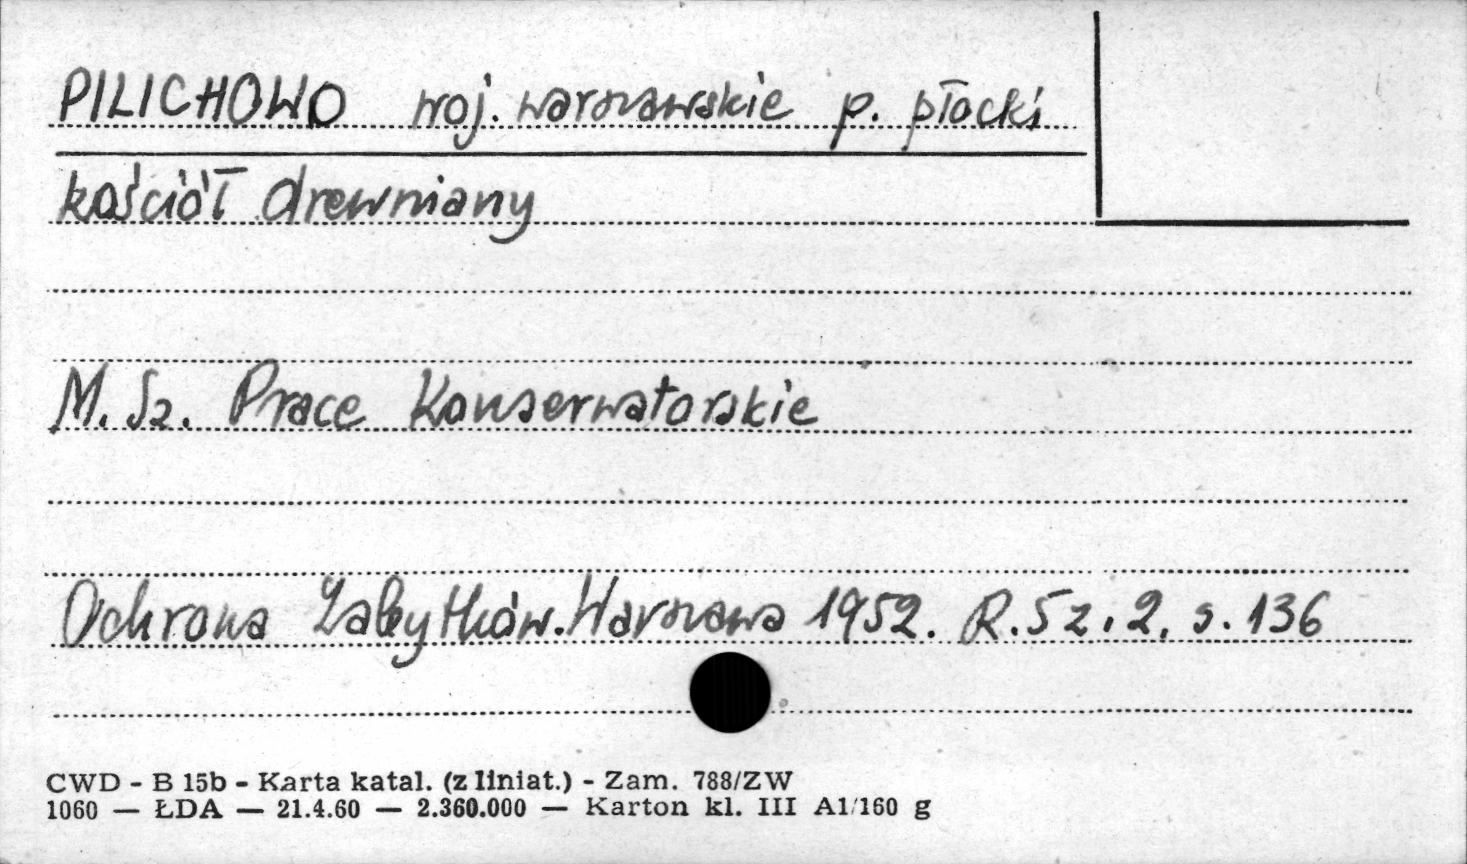 PILICHOWO woj. warszawskie p. płocki
kościół drewniany
M. Sz. Prace Konserwatorskie
Ochrona Zabytków. Warszawa 1952. R. 5 z. 2. s. 136
CWD - B 15b - Karta katal. (z liniat.) - Zam. 788/ZW
1060 — ŁDA — 21.4.60 — 2.360.000 — Karton kl. III A1/160 g